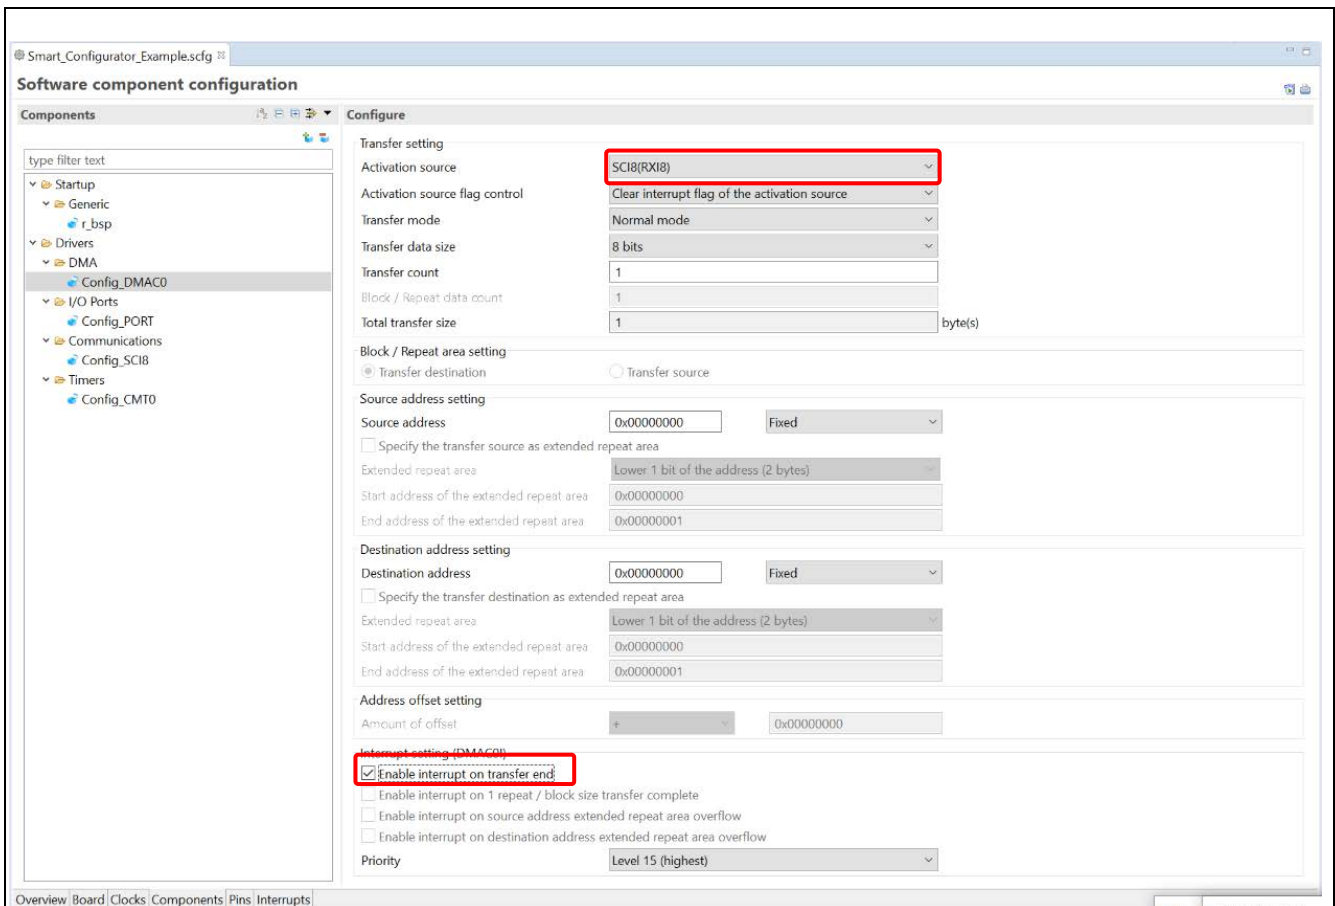 Smart_Configurator_Example.scfg
Software component configuration
Components
Configure
type filter text
Startup
Generic
r_bsp
Drivers
DMA
Config_DMAC0
I/O Ports
Config_PORT
Communications
Config_SCI8
Timers
Config_CMT0
Transfer setting
Activation source SCI8(RXI8)
Activation source flag control Clear interrupt flag of the activation source
Transfer mode Normal mode
Transfer data size 8 bits
Transfer count 1
Block / Repeat data count 1
Total transfer size 1 byte(s)
Block / Repeat area setting
Transfer destination Transfer source
Source address setting
Source address 0x00000000 Fixed
Specify the transfer source as extended repeat area
Extended repeat area Lower 1 bit of the address (2 bytes)
Start address of the extended repeat area 0x00000000
End address of the extended repeat area 0x00000001
Destination address setting
Destination address 0x00000000 Fixed
Specify the transfer destination as extended repeat area
Extended repeat area Lower 1 bit of the address (2 bytes)
Start address of the extended repeat area 0x00000000
End address of the extended repeat area 0x00000001
Address offset setting
Amount of offset + 0x00000000
Interrupt setting (DMAC0I)
Enable interrupt on transfer end
Enable interrupt on 1 repeat / block size transfer complete
Enable interrupt on source address extended repeat area overflow
Enable interrupt on destination address extended repeat area overflow
Priority Level 15 (highest)
Overview Board Clocks Components Pins Interrupts